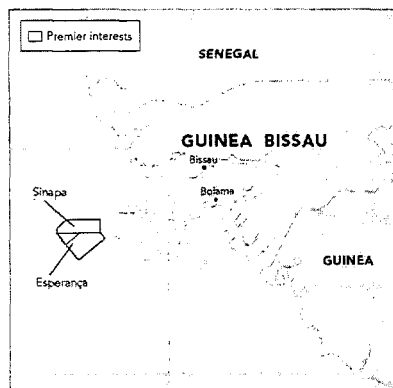 Premier interests
SENEGAL
GUINEA BISSAU
Bissau
Bolama
Sinapa
GUINEA
Esperança